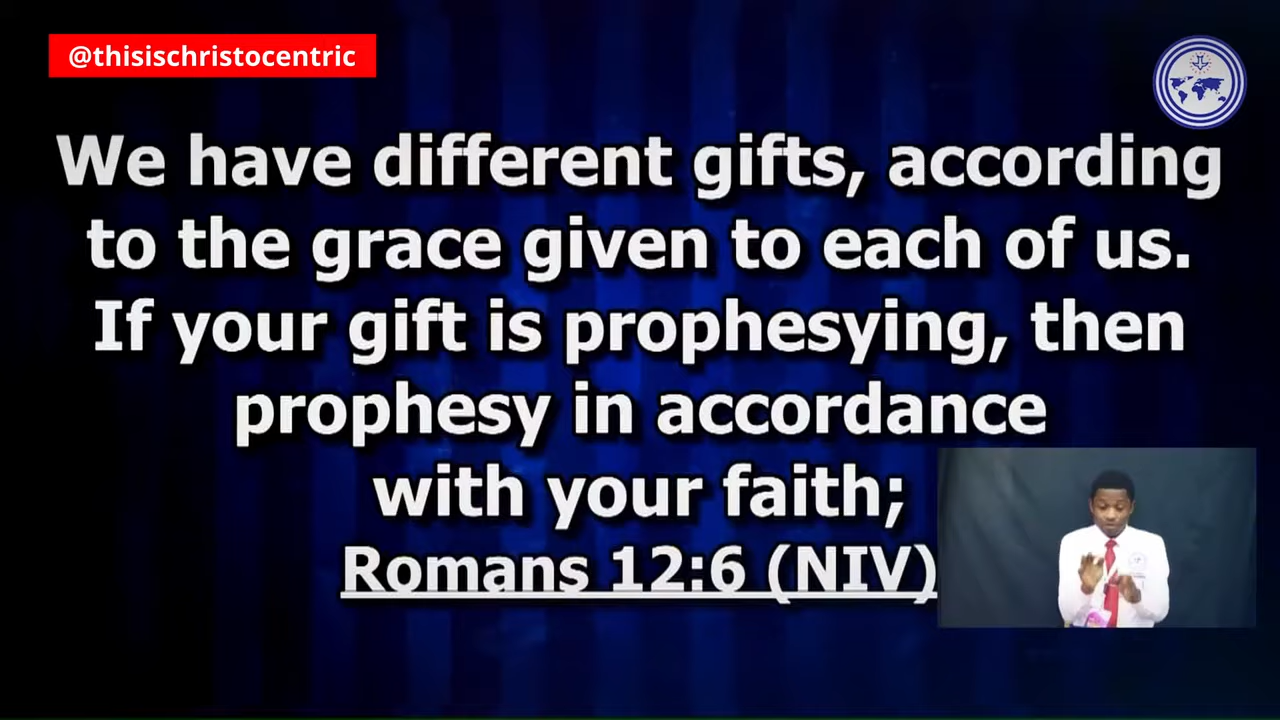 @thisischristocentric
We have different gifts, according
to the grace given to each of us.
If your gift is prophesying, then
prophesy in accordance
with your faith;
Romans 12:6 (NIV)